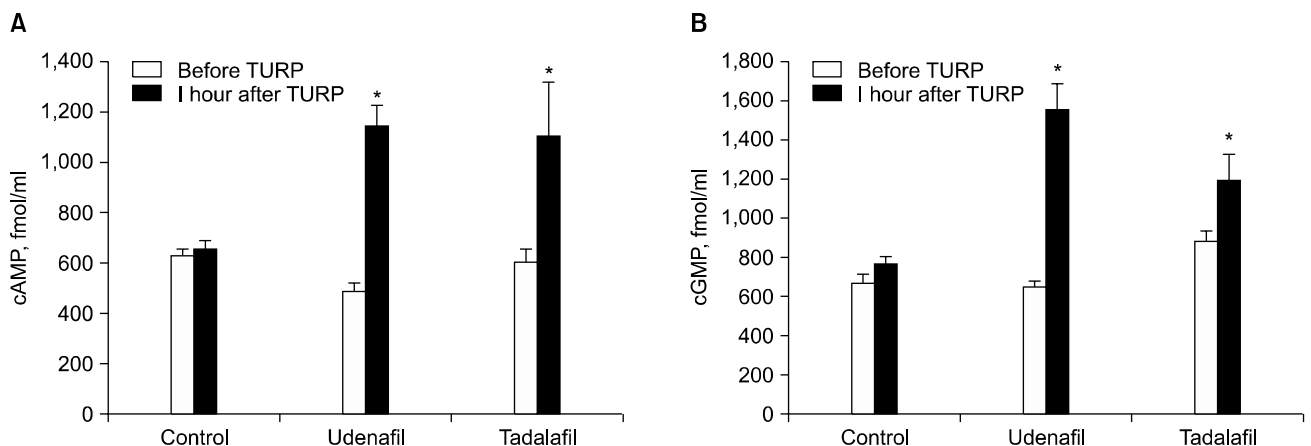 A
1,400
1,200
1,000
800
600
400
200
0
cAMP, fmol/ml
Before TURP
I hour after TURP
*
*
Control
Udenafil
Tadalafil
B
1,800
1,600
1,400
1,200
1,000
800
600
400
200
0
cGMP, fmol/ml
Before TURP
I hour after TURP
*
*
Control
Udenafil
Tadalafil